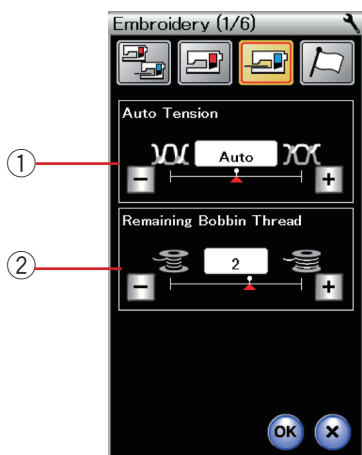 Embroidery (1/6)
Auto Tension
① Auto
− +
Remaining Bobbin Thread
② 2
− +
OK ×